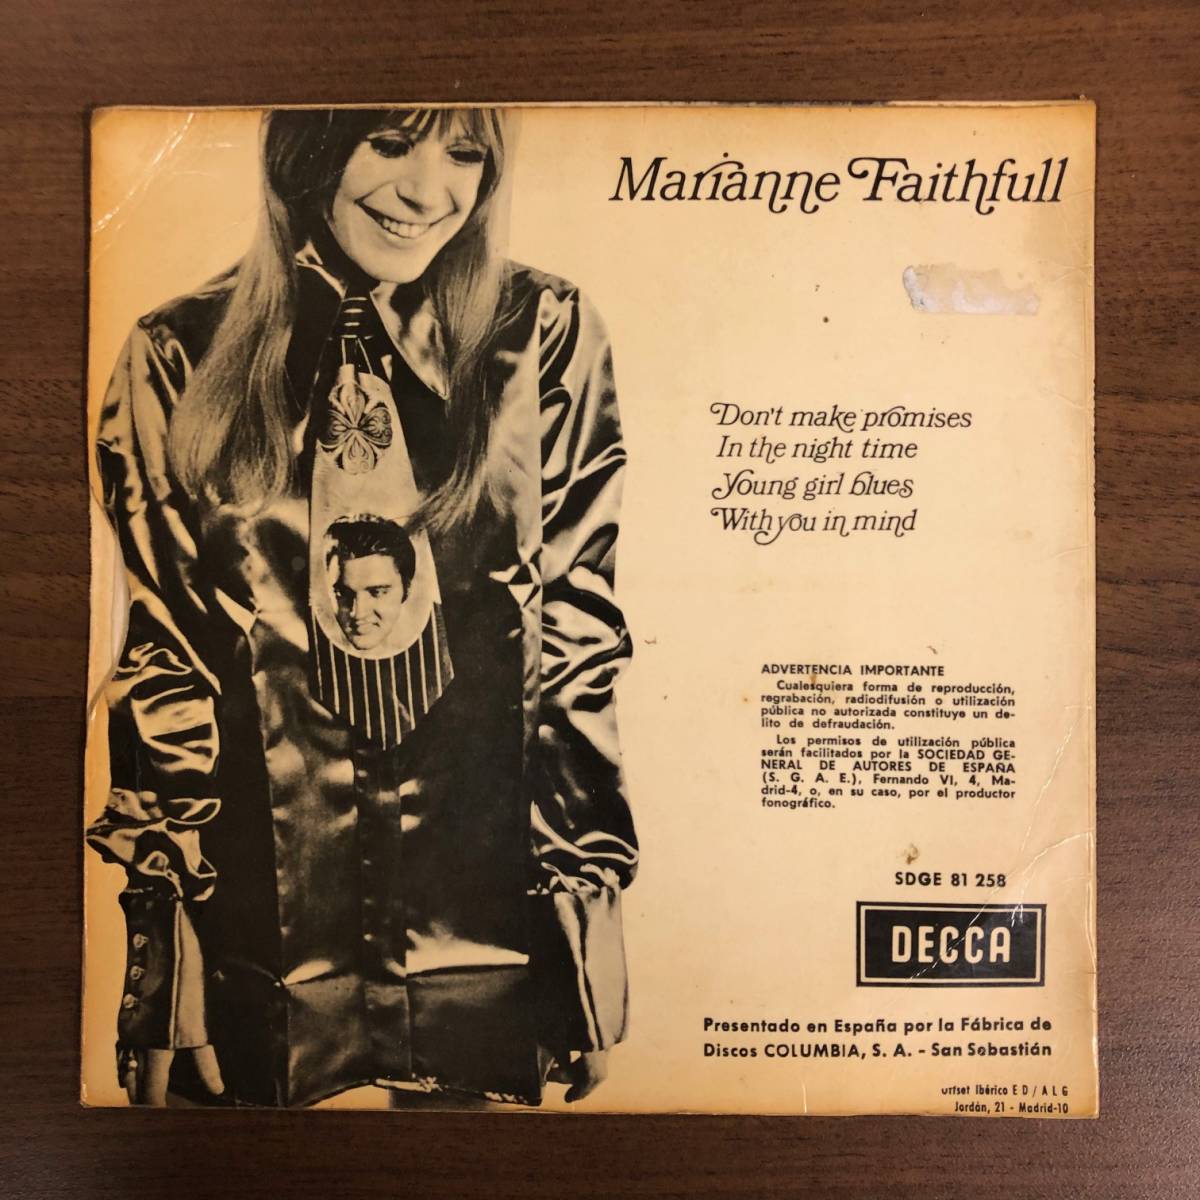 Marianne Faithfull
Don't make promises
In the night time
Young girl blues
With you in mind
ADVERTENCIA IMPORTANTE
Cualesquiera forma de reproducción,
regrabación, radiodifusión o utilización
pública no autorizada constituye un de-
lito de defraudación.
Los permisos de utilización pública
serán facilitados por la SOCIEDAD GE-
NERAL DE AUTORES DE ESPAÑA
(S. G. A. E.), Fernando VI, 4, Ma-
drid-4, o, en su caso, por el productor
fonográfico.
SDGE 81 258
DECCA
Presentado en España por la Fábrica de
Discos COLUMBIA, S. A. - San Sebastián
Offset Ibérico E D / A L G
Jordán, 21 - Madrid-10